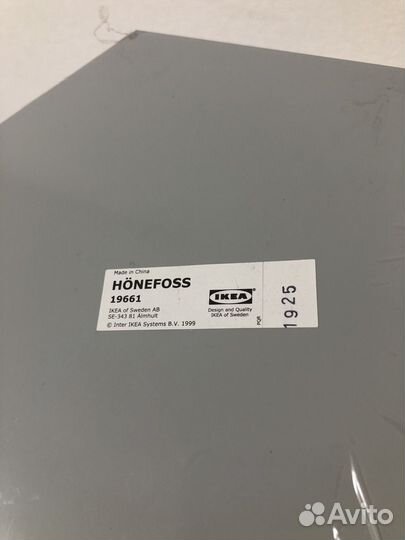 Made in China
HÖNEFOSS
19661
IKEA of Sweden AB
SE-343 81 Älmhult
© Inter IKEA Systems B.V. 1999
IKEA
Design and Quality
IKEA of Sweden
PQR
1925
Avito